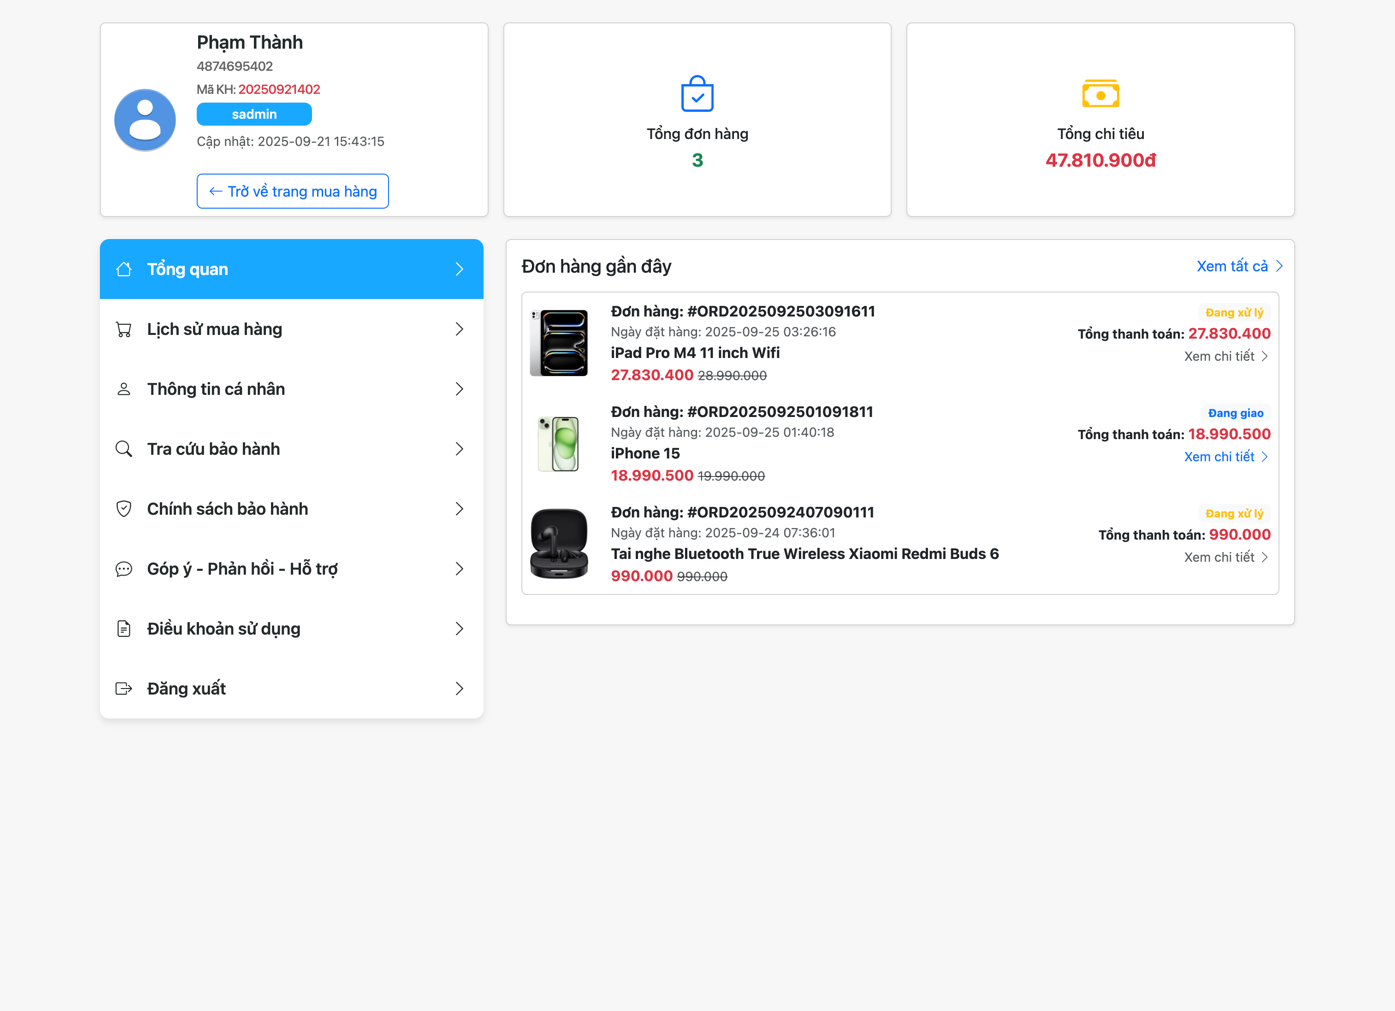 Phạm Thành
4874695402
Mã KH: 20250921402
sadmin
Cập nhật: 2025-09-21 15:43:15
Trở về trang mua hàng
Tổng đơn hàng
3
Tổng chi tiêu
47.810.900đ
Tổng quan
Lịch sử mua hàng
Thông tin cá nhân
Tra cứu bảo hành
Chính sách bảo hành
Góp ý - Phản hồi - Hỗ trợ
Điều khoản sử dụng
Đăng xuất
Đơn hàng gần đây
Xem tất cả
Đơn hàng: #ORD2025092503091611
Ngày đặt hàng: 2025-09-25 03:26:16
iPad Pro M4 11 inch Wifi
27.830.400 28.990.000
Đang xử lý
Tổng thanh toán: 27.830.400
Xem chi tiết
Đơn hàng: #ORD2025092501091811
Ngày đặt hàng: 2025-09-25 01:40:18
iPhone 15
18.990.500 19.990.000
Đang giao
Tổng thanh toán: 18.990.500
Xem chi tiết
Đơn hàng: #ORD2025092407090111
Ngày đặt hàng: 2025-09-24 07:36:01
Tai nghe Bluetooth True Wireless Xiaomi Redmi Buds 6
990.000 990.000
Đang xử lý
Tổng thanh toán: 990.000
Xem chi tiết